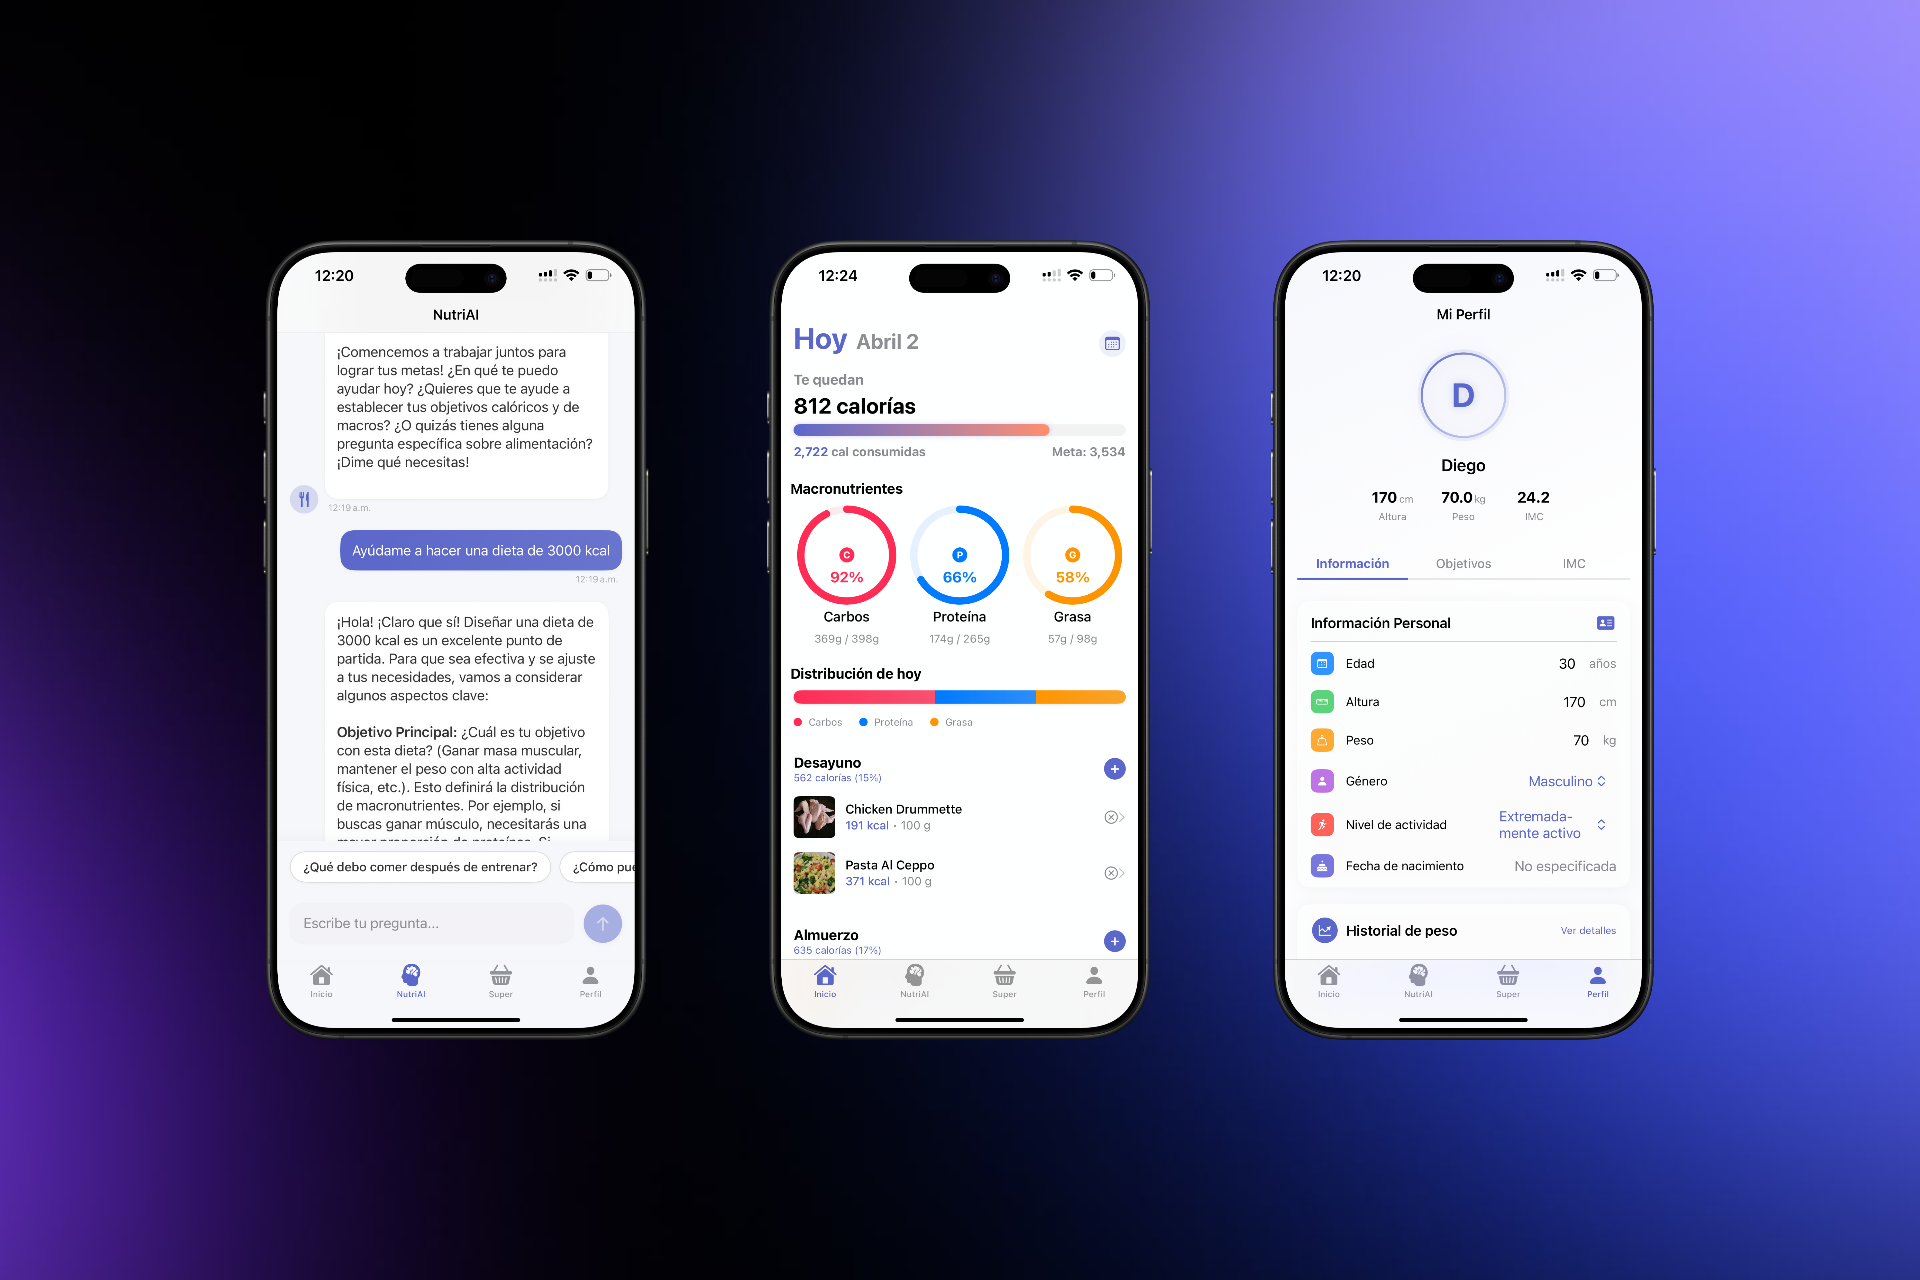 12:20
NutriAI
¡Comencemos a trabajar juntos para
lograr tus metas! ¿En qué te puedo
ayudar hoy? ¿Quieres que te ayude a
establecer tus objetivos calóricos y de
macros? ¿O quizás tienes alguna
pregunta específica sobre alimentación?
¡Dime qué necesitas!
12:19 a.m.
Ayúdame a hacer una dieta de 3000 kcal
12:19 a.m.
¡Hola! ¡Claro que sí! Diseñar una dieta de
3000 kcal es un excelente punto de
partida. Para que sea efectiva y se ajuste
a tus necesidades, vamos a considerar
algunos aspectos clave:
Objetivo Principal: ¿Cuál es tu objetivo
con esta dieta? (Ganar masa muscular,
mantener el peso con alta actividad
física, etc.). Esto definirá la distribución
de macronutrientes. Por ejemplo, si
buscas ganar músculo, necesitarás una
¿Qué debo comer después de entrenar?
¿Cómo pue
Escribe tu pregunta...
Inicio
NutriAI
Super
Perfil
12:24
Hoy Abril 2
Te quedan
812 calorías
2,722 cal consumidas
Meta: 3,534
Macronutrientes
C
92%
Carbos
369g / 398g
P
66%
Proteína
174g / 265g
G
58%
Grasa
57g / 98g
Distribución de hoy
Carbos
Proteína
Grasa
Desayuno
562 calorías (15%)
Chicken Drummette
191 kcal • 100 g
Pasta Al Ceppo
371 kcal • 100 g
Almuerzo
635 calorías (17%)
Inicio
NutriAI
Super
Perfil
12:20
Mi Perfil
D
Diego
170 cm
Altura
70.0 kg
Peso
24.2
IMC
Información
Objetivos
IMC
Información Personal
Edad
30 años
Altura
170 cm
Peso
70 kg
Género
Masculino
Nivel de actividad
Extremada-
mente activo
Fecha de nacimiento
No especificada
Historial de peso
Ver detalles
Inicio
NutriAI
Super
Perfil